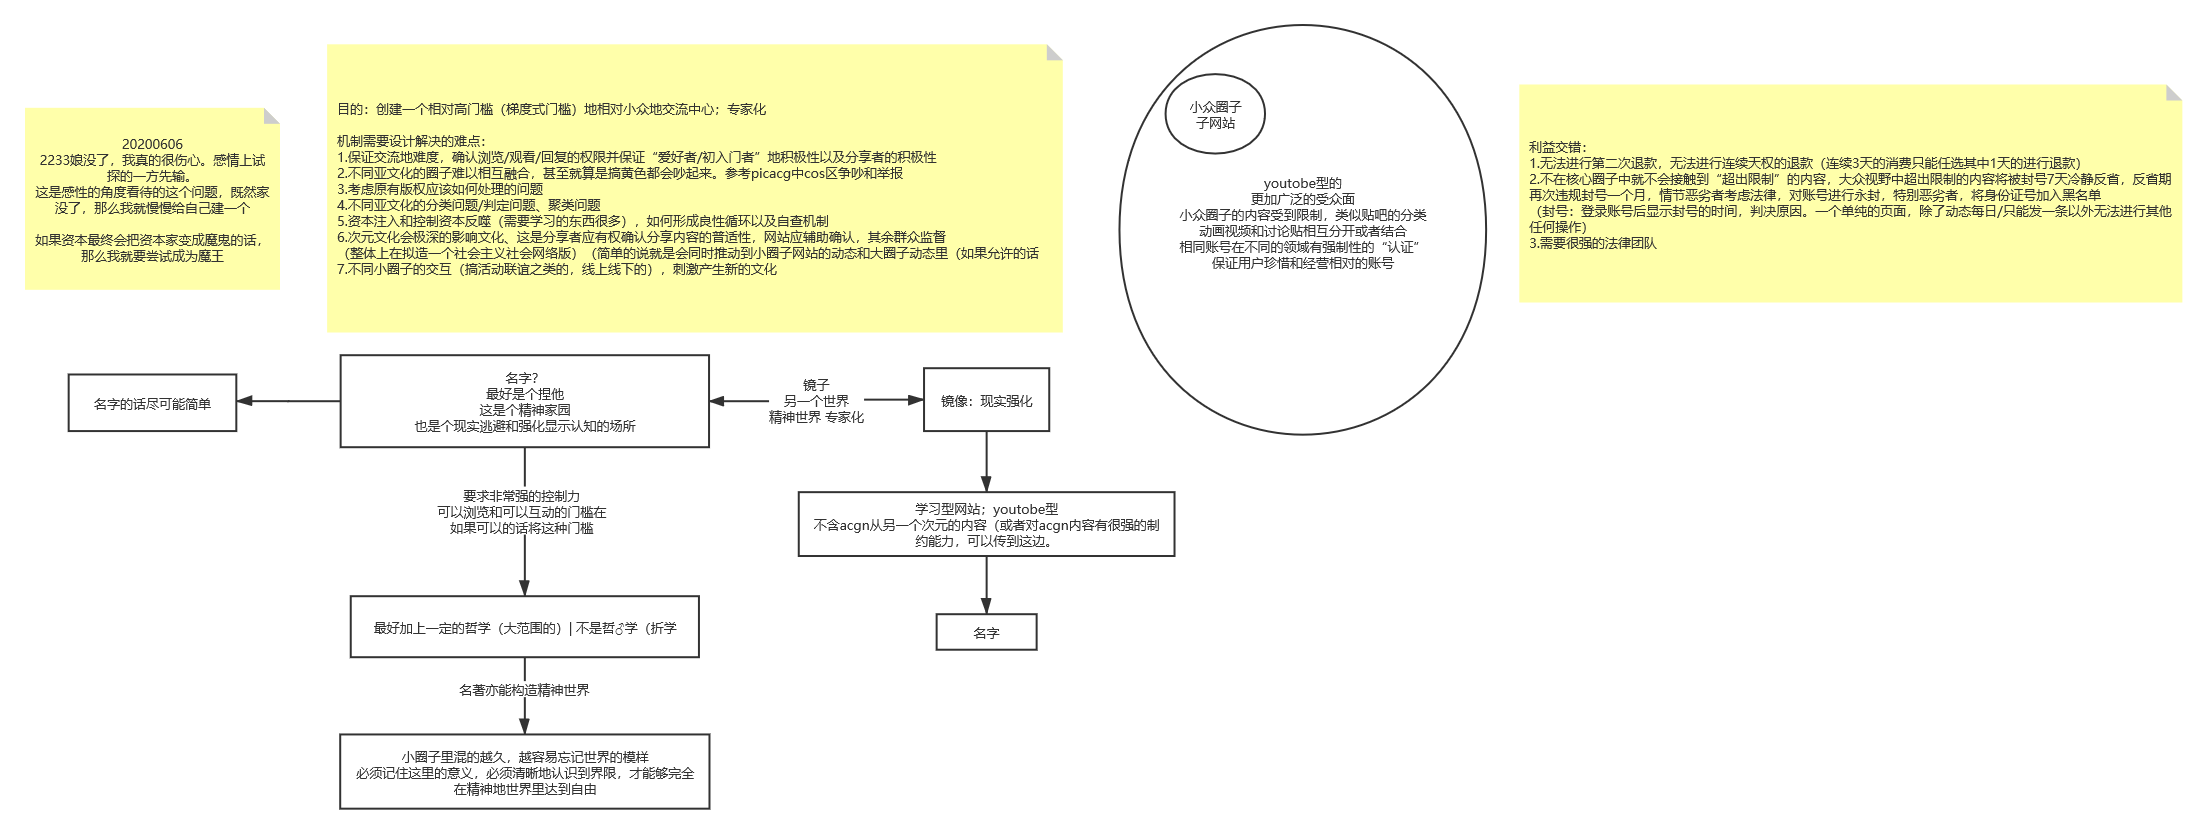 20200606
2233娘没了，我真的很伤心。感情上试
探的一方先输。
这是感性的角度看待的这个问题，既然家
没了，那么我就慢慢给自己建一个
如果资本最终会把资本家变成魔鬼的话，
那么我就要尝试成为魔王
目的：创建一个相对高门槛（梯度式门槛）地相对小众地交流中心；专家化
机制需要设计解决的难点：
1.保证交流地难度，确认浏览/观看/回复的权限并保证“爱好者/初入门者”地积极性以及分享者的积极性
2.不同亚文化的圈子难以相互融合，甚至就算是搞黄色都会吵起来。参考picacg中cos区争吵和举报
3.考虑原有版权应该如何处理的问题
4.不同亚文化的分类问题/判定问题、聚类问题
5.资本注入和控制资本反噬（需要学习的东西很多），如何形成良性循环以及自查机制
6.次元文化会极深的影响文化、这是分享者应有权确认分享内容的普适性，网站应辅助确认，其余群众监督
（整体上在拟造一个社会主义社会网络版）（简单的说就是会同时推动到小圈子网站的动态和大圈子动态里（如果允许的话
7.不同小圈子的交互（搞活动联谊之类的，线上线下的），刺激产生新的文化
小众圈子
子网站
youtobe型的
更加广泛的受众面
小众圈子的内容受到限制，类似贴吧的分类
动画视频和讨论贴相互分开或者结合
相同账号在不同的领域有强制性的“认证”
保证用户珍惜和经营相对的账号
利益交错：
1.无法进行第二次退款，无法进行连续天权的退款（连续3天的消费只能任选其中1天的进行退款）
2.不在核心圈子中就不会接触到“超出限制”的内容，大众视野中超出限制的内容将被封号7天冷静反省，反省期
再次违规封号一个月，情节恶劣者考虑法律，对账号进行永封，特别恶劣者，将身份证号加入黑名单
（封号：登录账号后显示封号的时间，判决原因。一个单纯的页面，除了动态每日/只能发一条以外无法进行其他
任何操作）
3.需要很强的法律团队
名字的话尽可能简单
名字？
最好是个捏他
这是个精神家园
也是个现实逃避和强化显示认知的场所
镜子
另一个世界
精神世界 专家化
镜像：现实强化
要求非常强的控制力
可以浏览和可以互动的门槛在
如果可以的话将这种门槛
学习型网站；youtobe型
不含acgn从另一个次元的内容（或者对acgn内容有很强的制
约能力，可以传到这边。
最好加上一定的哲学（大范围的）| 不是哲♂学（折学
名字
名著亦能构造精神世界
小圈子里混的越久，越容易忘记世界的模样
必须记住这里的意义，必须清晰地认识到界限，才能够完全
在精神地世界里达到自由